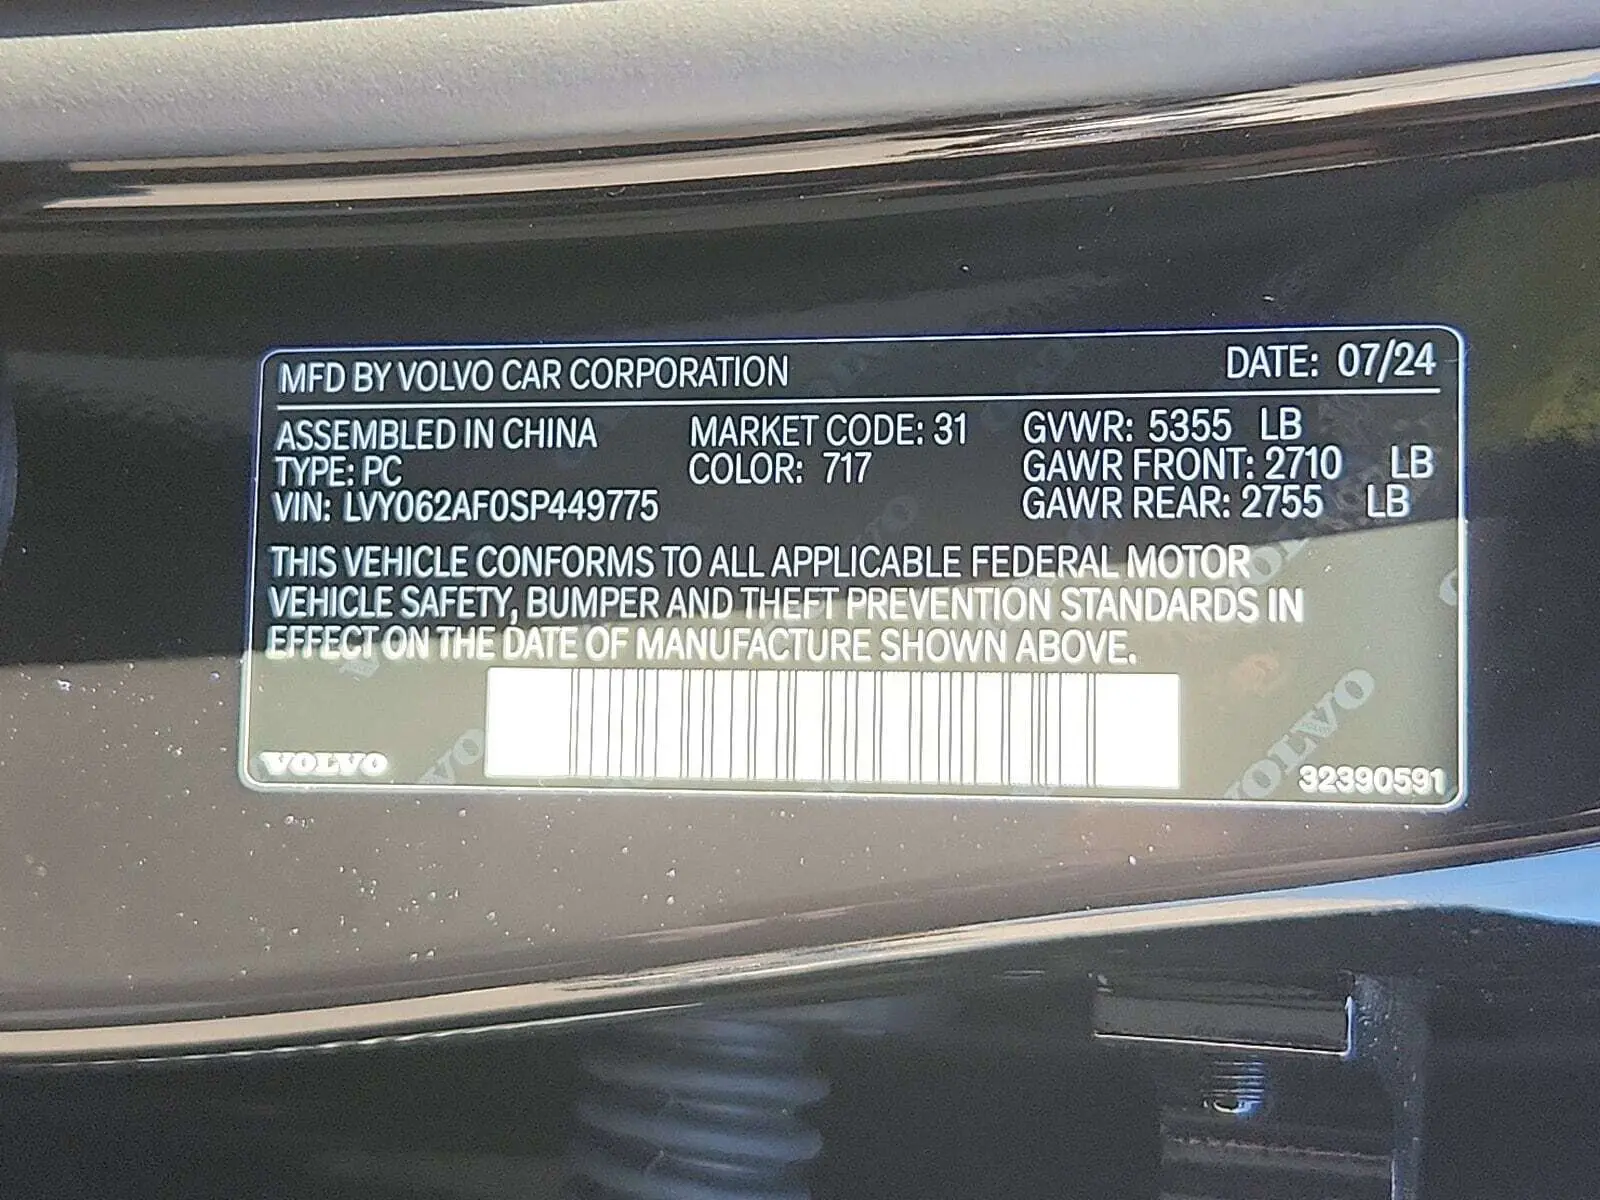 MFD BY VOLVO CAR CORPORATION DATE: 07/24
ASSEMBLED IN CHINA MARKET CODE: 31 GVWR: 5355 LB
TYPE: PC COLOR: 717 GAWR FRONT: 2710 LB
VIN: LVY062AF0SP449775 GAWR REAR: 2755 LB
THIS VEHICLE CONFORMS TO ALL APPLICABLE FEDERAL MOTOR
VEHICLE SAFETY, BUMPER AND THEFT PREVENTION STANDARDS IN
EFFECT ON THE DATE OF MANUFACTURE SHOWN ABOVE.
VOLVO VOLVO VOLVO
32390591